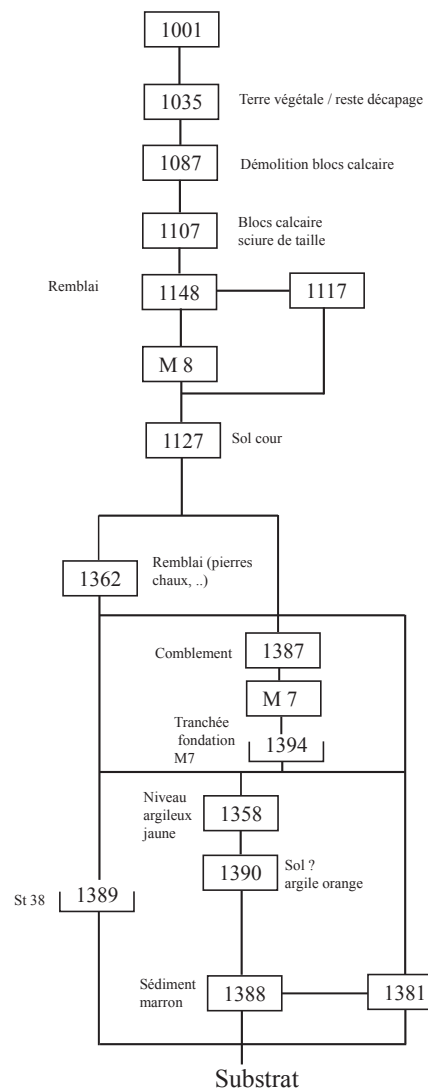 1001
1035
Terre végétale / reste décapage
1087
Démolition blocs calcaire
1107
Blocs calcaire
sciure de taille
Remblai
1148
1117
M 8
1127
Sol cour
1362
Remblai (pierres
chaux, ..)
Comblement
1387
M 7
Tranchée
fondation
M7
1394
Niveau
argileux
jaune
1358
1390
Sol ?
argile orange
St 38
1389
Sédiment
marron
1388
1381
Substrat